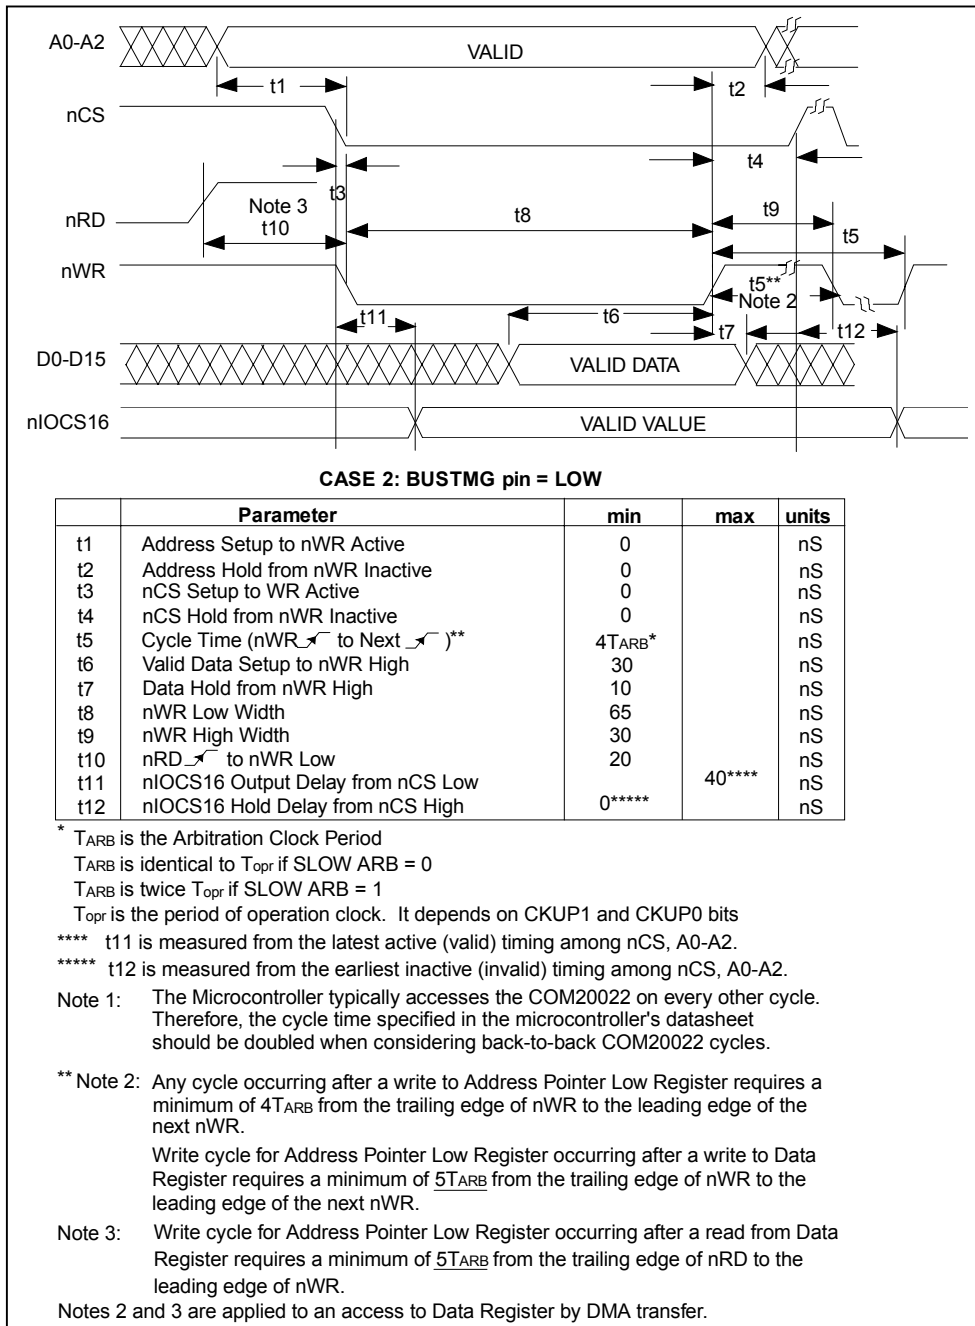 A0-A2
VALID
t1
t2
nCS
t4
t3
nRD
Note 3
t10
t8
t9
t5
nWR
t5**
Note 2
t11
t6
t7
t12
D0-D15
VALID DATA
nIOCS16
VALID VALUE
CASE 2: BUSTMG pin = LOW
Parameter min max units
t1 Address Setup to nWR Active 0 nS
t2 Address Hold from nWR Inactive 0 nS
t3 nCS Setup to WR Active 0 nS
t4 nCS Hold from nWR Inactive 0 nS
t5 Cycle Time (nWR to Next )** 4TARB* nS
t6 Valid Data Setup to nWR High 30 nS
t7 Data Hold from nWR High 10 nS
t8 nWR Low Width 65 nS
t9 nWR High Width 30 nS
t10 nRD to nWR Low 20 nS
t11 nIOCS16 Output Delay from nCS Low 40**** nS
t12 nIOCS16 Hold Delay from nCS High 0***** nS
* TARB is the Arbitration Clock Period
TARB is identical to Topr if SLOW ARB = 0
TARB is twice Topr if SLOW ARB = 1
Topr is the period of operation clock. It depends on CKUP1 and CKUP0 bits
**** t11 is measured from the latest active (valid) timing among nCS, A0-A2.
***** t12 is measured from the earliest inactive (invalid) timing among nCS, A0-A2.
Note 1: The Microcontroller typically accesses the COM20022 on every other cycle.
Therefore, the cycle time specified in the microcontroller's datasheet
should be doubled when considering back-to-back COM20022 cycles.
** Note 2: Any cycle occurring after a write to Address Pointer Low Register requires a
minimum of 4TARB from the trailing edge of nWR to the leading edge of the
next nWR.
Write cycle for Address Pointer Low Register occurring after a write to Data
Register requires a minimum of 5TARB from the trailing edge of nWR to the
leading edge of the next nWR.
Note 3: Write cycle for Address Pointer Low Register occurring after a read from Data
Register requires a minimum of 5TARB from the trailing edge of nRD to the
leading edge of nWR.
Notes 2 and 3 are applied to an access to Data Register by DMA transfer.